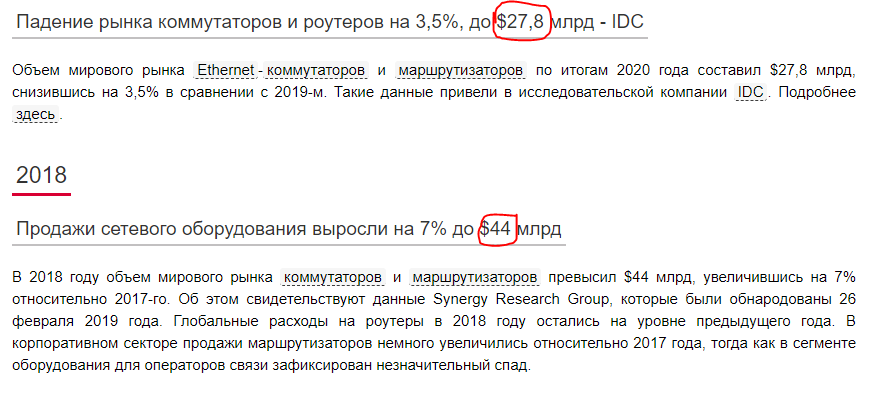 Падение рынка коммутаторов и роутеров на 3,5%, до $27,8 млрд - IDC
Объем мирового рынка Ethernet - коммутаторов и маршрутизаторов по итогам 2020 года составил $27,8 млрд,
снизившись на 3,5% в сравнении с 2019-м. Такие данные привели в исследовательской компании IDC. Подробнее
здесь.
2018
Продажи сетевого оборудования выросли на 7% до $44 млрд
В 2018 году объем мирового рынка коммутаторов и маршрутизаторов превысил $44 млрд, увеличившись на 7%
относительно 2017-го. Об этом свидетельствуют данные Synergy Research Group, которые были обнародованы 26
февраля 2019 года. Глобальные расходы на роутеры в 2018 году остались на уровне предыдущего года. В
корпоративном секторе продажи маршрутизаторов немного увеличились относительно 2017 года, тогда как в сегменте
оборудования для операторов связи зафиксирован незначительный спад.